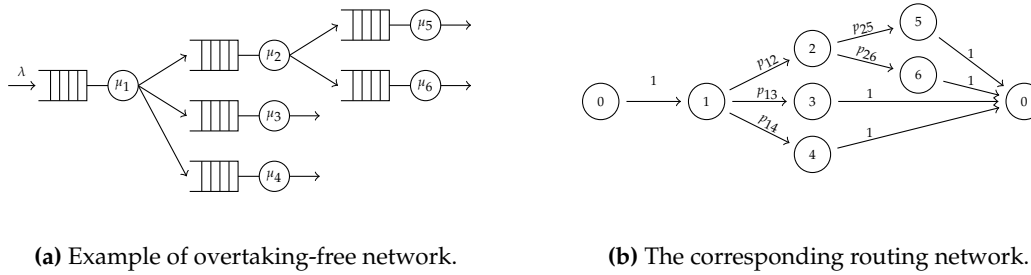 λ
μ1
μ2
μ3
μ4
μ5
μ6
0
1
1
p12
p13
p14
2
3
4
p25
p26
5
6
1
1
1
1
0
(a) Example of overtaking-free network.
(b) The corresponding routing network.